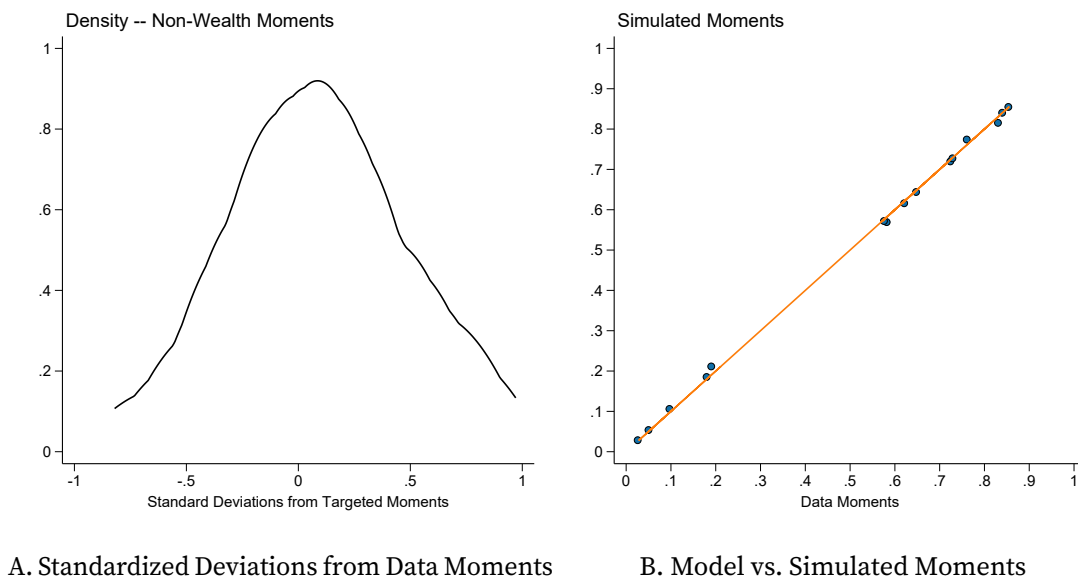 Density -- Non-Wealth Moments
1
.8
.6
.4
.2
0
-1 -.5 0 .5 1
Standard Deviations from Targeted Moments
A. Standardized Deviations from Data Moments
Simulated Moments
1
.9
.8
.7
.6
.5
.4
.3
.2
.1
0
0 .1 .2 .3 .4 .5 .6 .7 .8 .9 1
Data Moments
B. Model vs. Simulated Moments